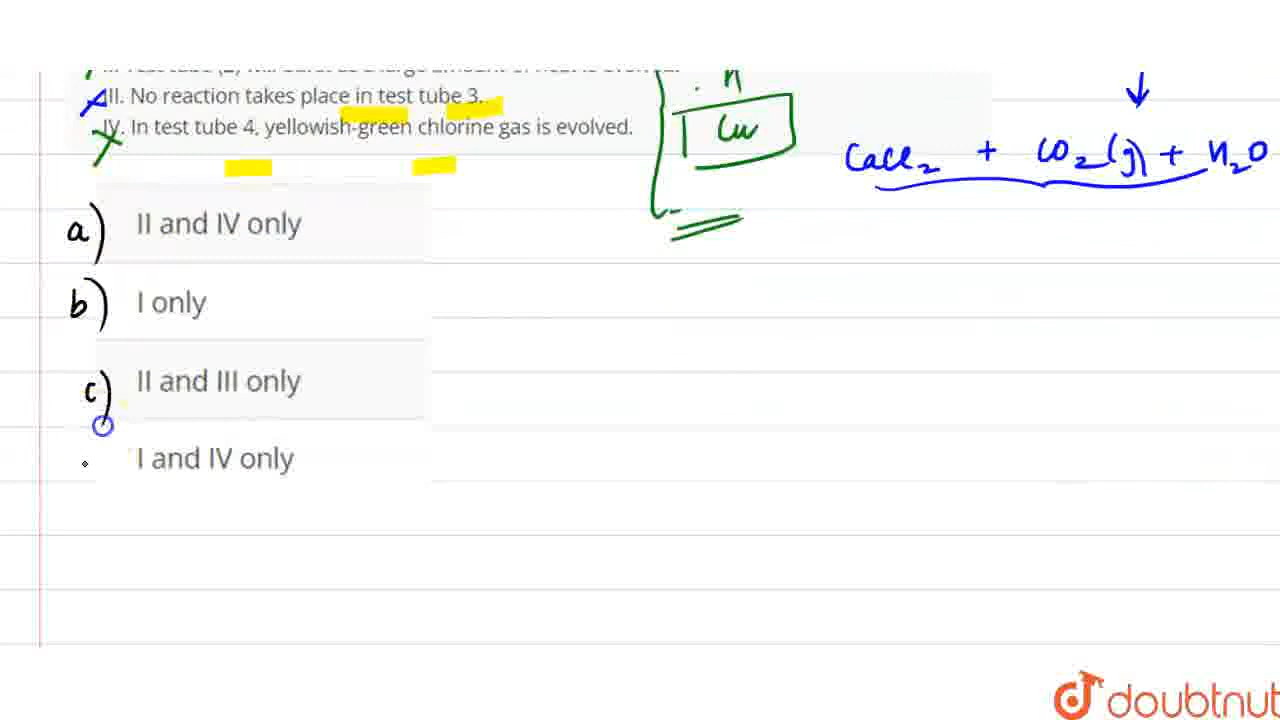 II. No reaction takes place in test tube 3.
IV. In test tube 4, yellowish-green chlorine gas is evolved.
H
Cu
CaCl₂ + CO₂(g) + H₂O
a) II and IV only
b) I only
c) II and III only
I and IV only
doubtnut